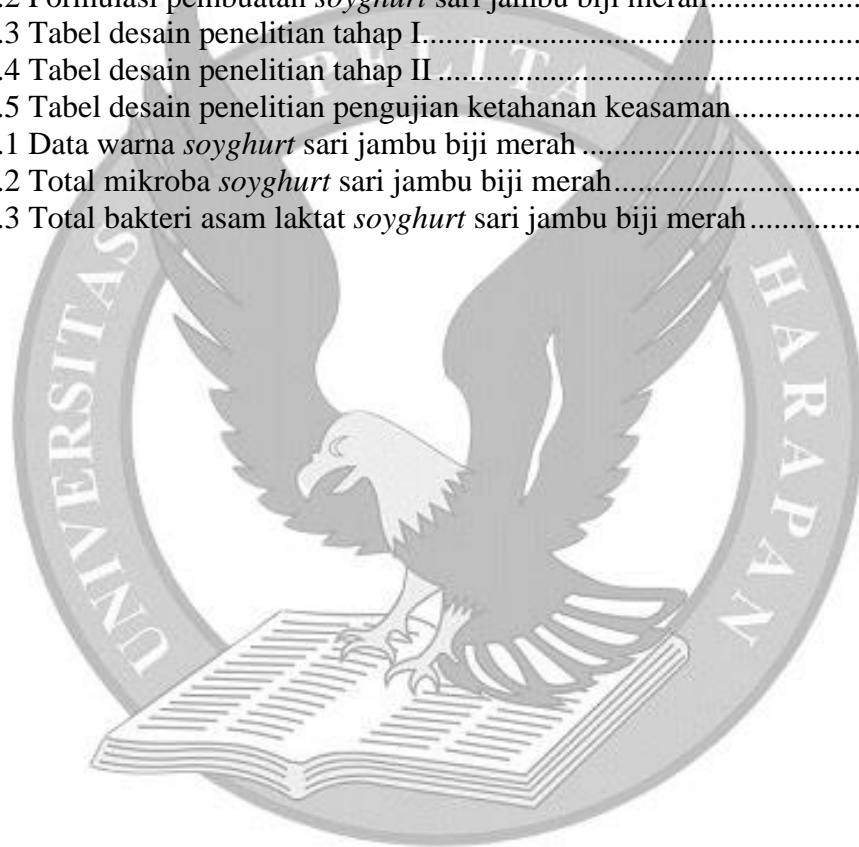 .2 Formulasi pembuatan soyghurt sari jambu biji merah..................
.3 Tabel desain penelitian tahap I..................................................
.4 Tabel desain penelitian tahap II.................................................
.5 Tabel desain penelitian pengujian ketahanan keasaman................
.1 Data warna soyghurt sari jambu biji merah..................................
.2 Total mikroba soyghurt sari jambu biji merah..............................
.3 Total bakteri asam laktat soyghurt sari jambu biji merah..............
UNIVERSITAS PELITA HARAPAN